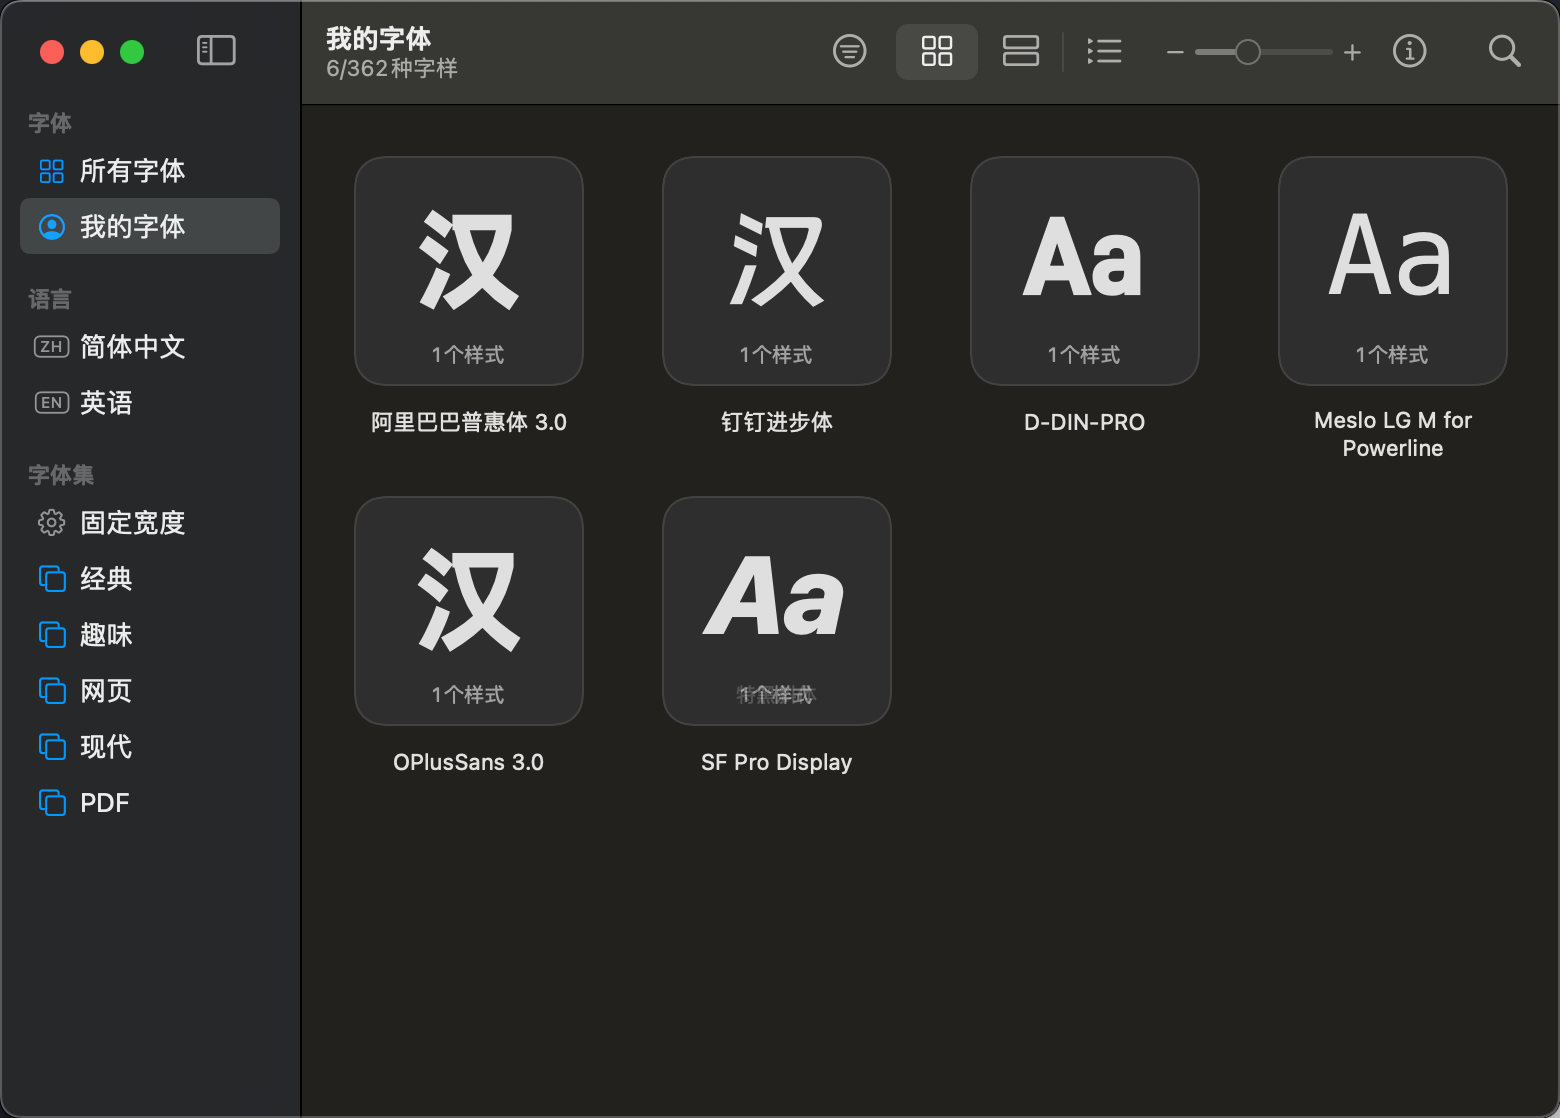 我的字体
6/362种字样
字体
所有字体
我的字体
语言
ZH 简体中文
EN 英语
字体集
固定宽度
经典
趣味
网页
现代
PDF
汉
1个样式
阿里巴巴普惠体 3.0
汉
1个样式
钉钉进步体
Aa
1个样式
D-DIN-PRO
Aa
1个样式
Meslo LG M for
Powerline
汉
1个样式
OPlusSans 3.0
Aa
1个样式
SF Pro Display